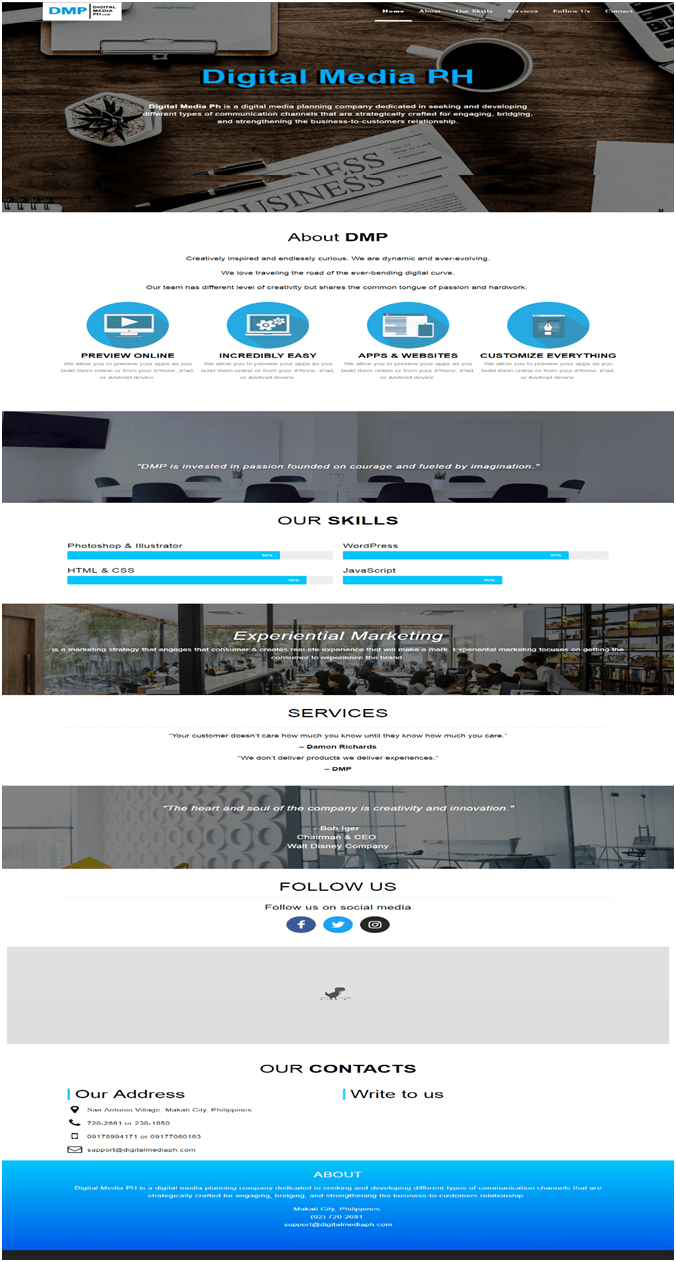 DMP DIGITAL
MEDIA
PH.COM
Home About Our Skills Services Follow Us Contact
Digital Media PH
Digital Media Ph is a digital media planning company dedicated in seeking and developing
different types of communication channels that are strategically crafted for engaging, bridging,
and strengthening the business-to-customers relationship.
NESS
BUSINESS
About DMP
Creatively inspired and endlessly curious. We are dynamic and ever-evolving.
We love traveling the road of the ever-bending digital curve.
Our team has different level of creativity but shares the common tongue of passion and hardwork.
PREVIEW ONLINE
We allow you to preview your apps as you
build them online or from your iPhone, iPad,
or Android device
INCREDIBLY EASY
We allow you to preview your apps as you
build them online or from your iPhone, iPad,
or Android device
APPS & WEBSITES
We allow you to preview your apps as you
build them online or from your iPhone, iPad,
or Android device
CUSTOMIZE EVERYTHING
We allow you to preview your apps as you
build them online or from your iPhone, iPad,
or Android device
"DMP is invested in passion founded on courage and fueled by imagination."
OUR SKILLS
Photoshop & Illustrator
WordPress
HTML & CSS
JavaScript
Experiential Marketing
is a marketing strategy that engages that consumer & creates real-life experience that will make a mark. Experiental marketing focuses on getting the
consumer to experience the brand.
SERVICES
“Your customer doesn’t care how much you know until they know how much you care.”
– Damon Richards
“We don’t deliver products we deliver experiences.”
– DMP
"The heart and soul of the company is creativity and innovation."
- Bob Iger
Chairman & CEO
Walt Disney Company
FOLLOW US
Follow us on social media
OUR CONTACTS
Our Address
San Antonio Village, Makati City, Philippines
720-2681 or 238-1850
09178994171 or 09177060163
support@digitalmediaph.com
Write to us
ABOUT
Digital Media PH is a digital media planning company dedicated in seeking and developing different types of communication channels that are
strategically crafted for engaging, bridging, and strengthening the business-to-customers relationship
Makati City, Philippines
(02) 720-2681
support@digitalmediaph.com